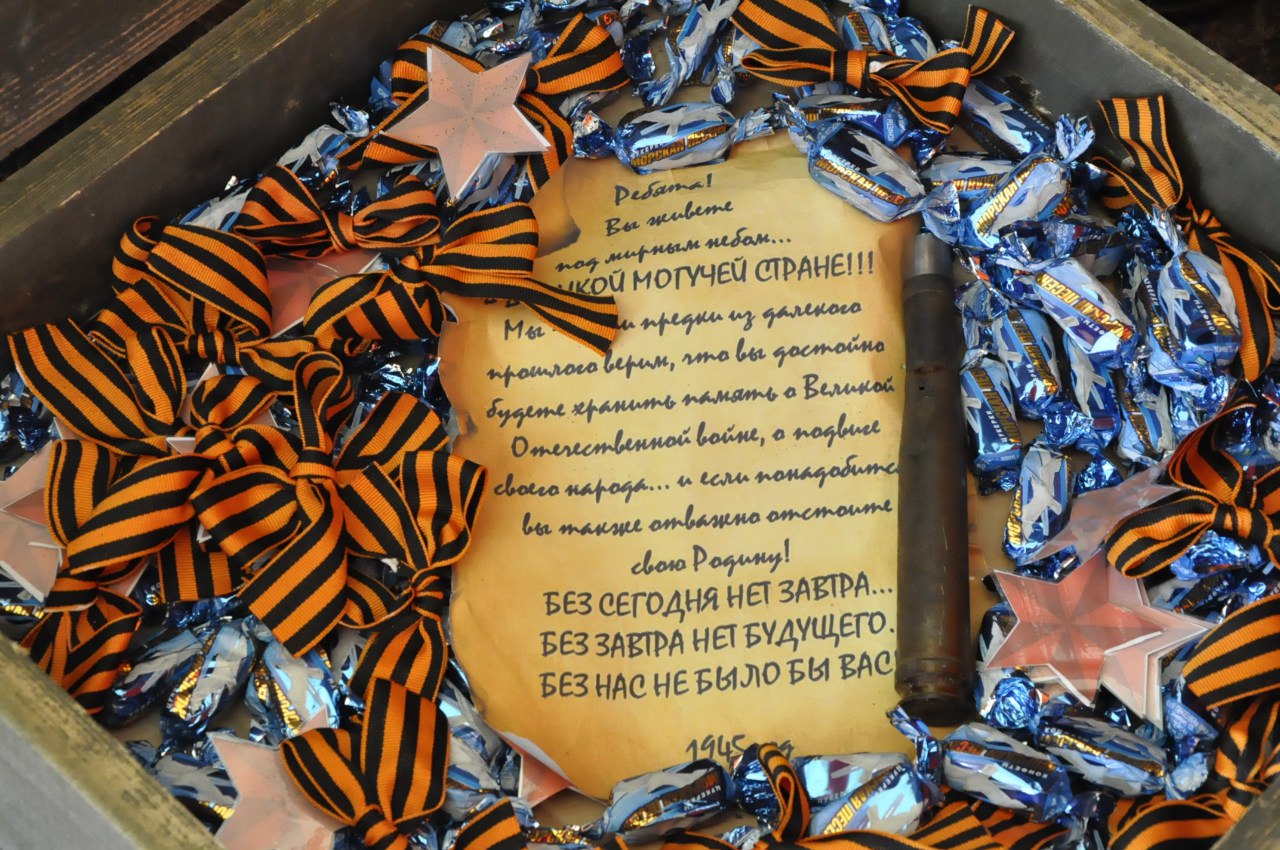 МОРСКАЯ
Ребята!
Вы живете
под мирным небом...
МОГУЧЕЙ СТРАНЕ!!!
Мы предки из далекого
прошлого верим, что вы достойно
будете хранить память о Великой
Отечественной войне, о подвиге
своего народа... и если понадобится
вы также отважно отстоите
свою Родину!
БЕЗ СЕГОДНЯ НЕТ ЗАВТРА...
БЕЗ ЗАВТРА НЕТ БУДУЩЕГО.
БЕЗ НАС НЕ БЫЛО БЫ ВАС
1945